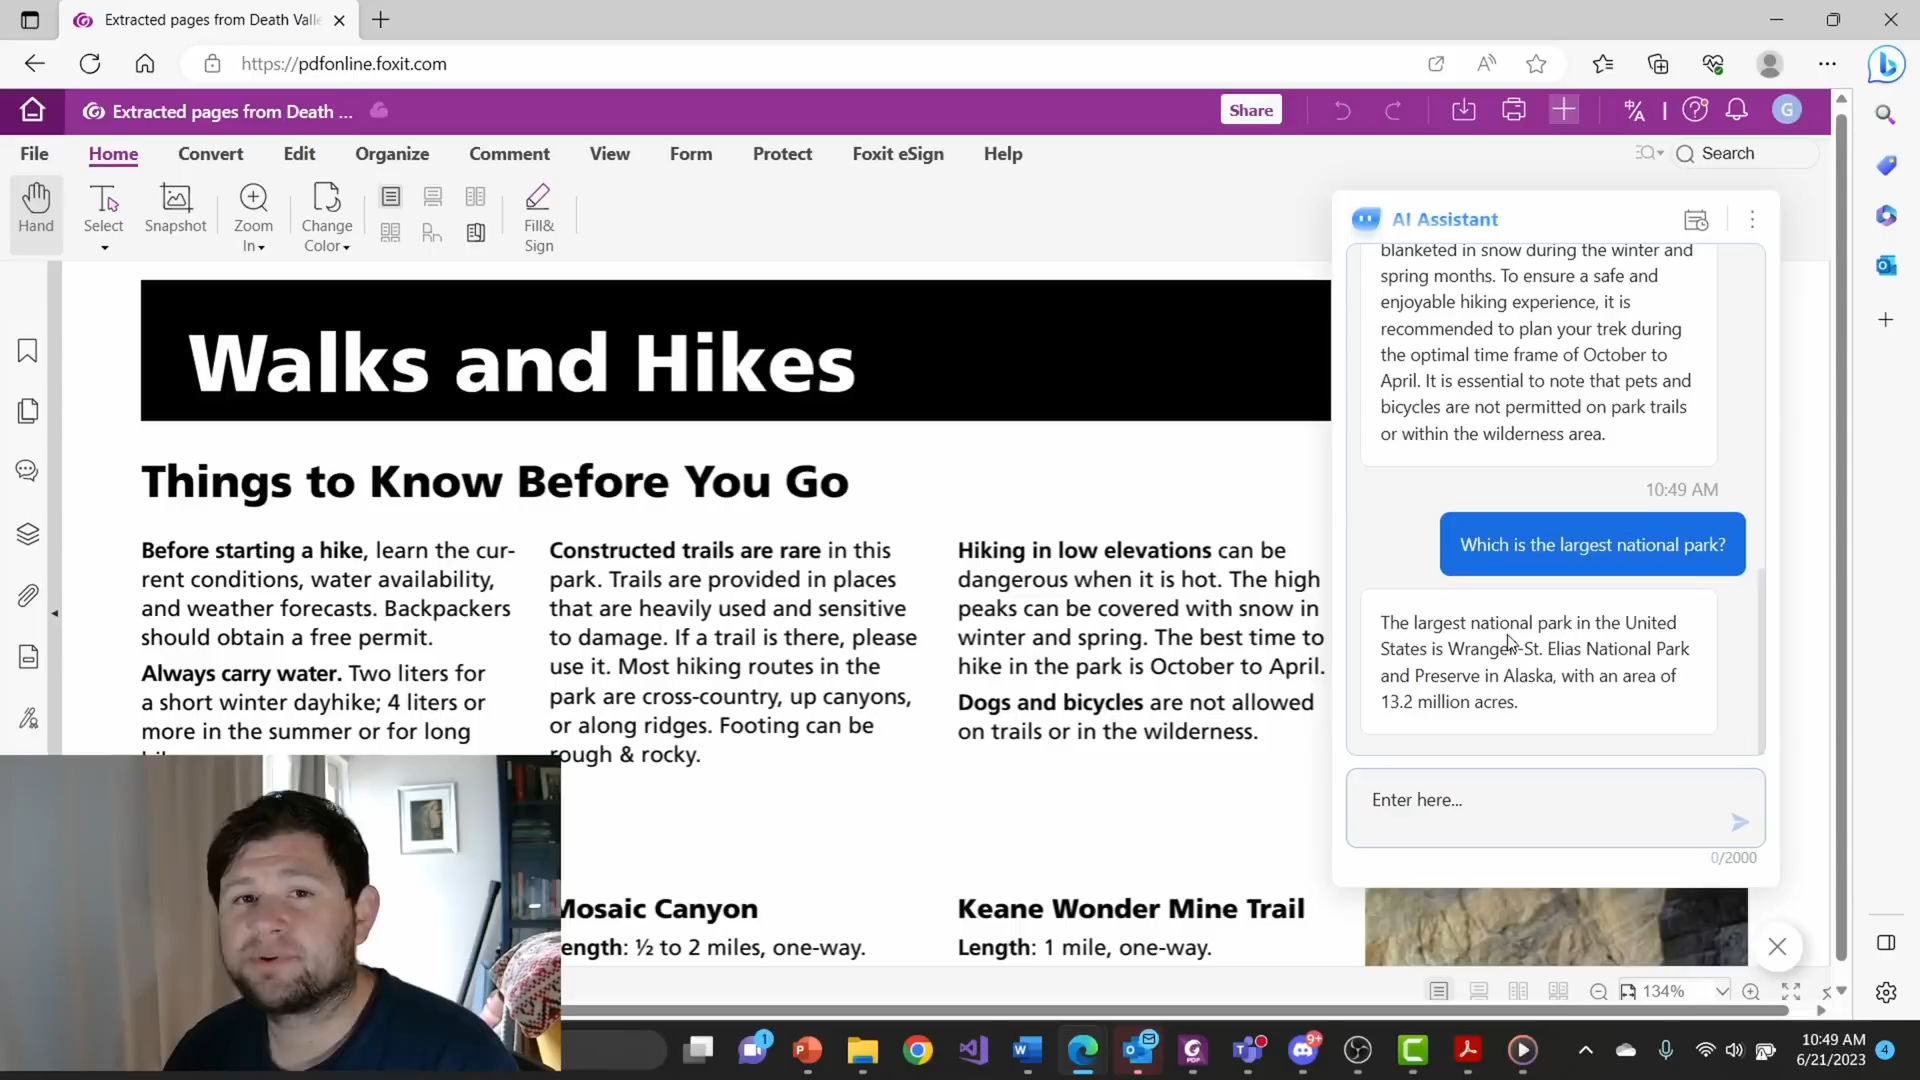 Extracted pages from Death Valle
https://pdfonline.foxit.com
Extracted pages from Death ...
Share
G
File Home Convert Edit Organize Comment View Form Protect Foxit eSign Help
Search
Hand
Select
Snapshot
Zoom
In
Change
Color
Fill&
Sign
Walks and Hikes
Things to Know Before You Go
Before starting a hike, learn the cur-
rent conditions, water availability,
and weather forecasts. Backpackers
should obtain a free permit.
Always carry water. Two liters for
a short winter dayhike; 4 liters or
more in the summer or for long
Constructed trails are rare in this
park. Trails are provided in places
that are heavily used and sensitive
to damage. If a trail is there, please
use it. Most hiking routes in the
park are cross-country, up canyons,
or along ridges. Footing can be
rough & rocky.
Hiking in low elevations can be
dangerous when it is hot. The high
peaks can be covered with snow in
winter and spring. The best time to
hike in the park is October to April.
Dogs and bicycles are not allowed
on trails or in the wilderness.
Mosaic Canyon
ength: ½ to 2 miles, one-way.
Keane Wonder Mine Trail
Length: 1 mile, one-way.
AI Assistant
blanketed in snow during the winter and
spring months. To ensure a safe and
enjoyable hiking experience, it is
recommended to plan your trek during
the optimal time frame of October to
April. It is essential to note that pets and
bicycles are not permitted on park trails
or within the wilderness area.
10:49 AM
Which is the largest national park?
The largest national park in the United
States is Wrangell-St. Elias National Park
and Preserve in Alaska, with an area of
13.2 million acres.
Enter here...
0/2000
134%
1
9+
10:49 AM
6/21/2023
4